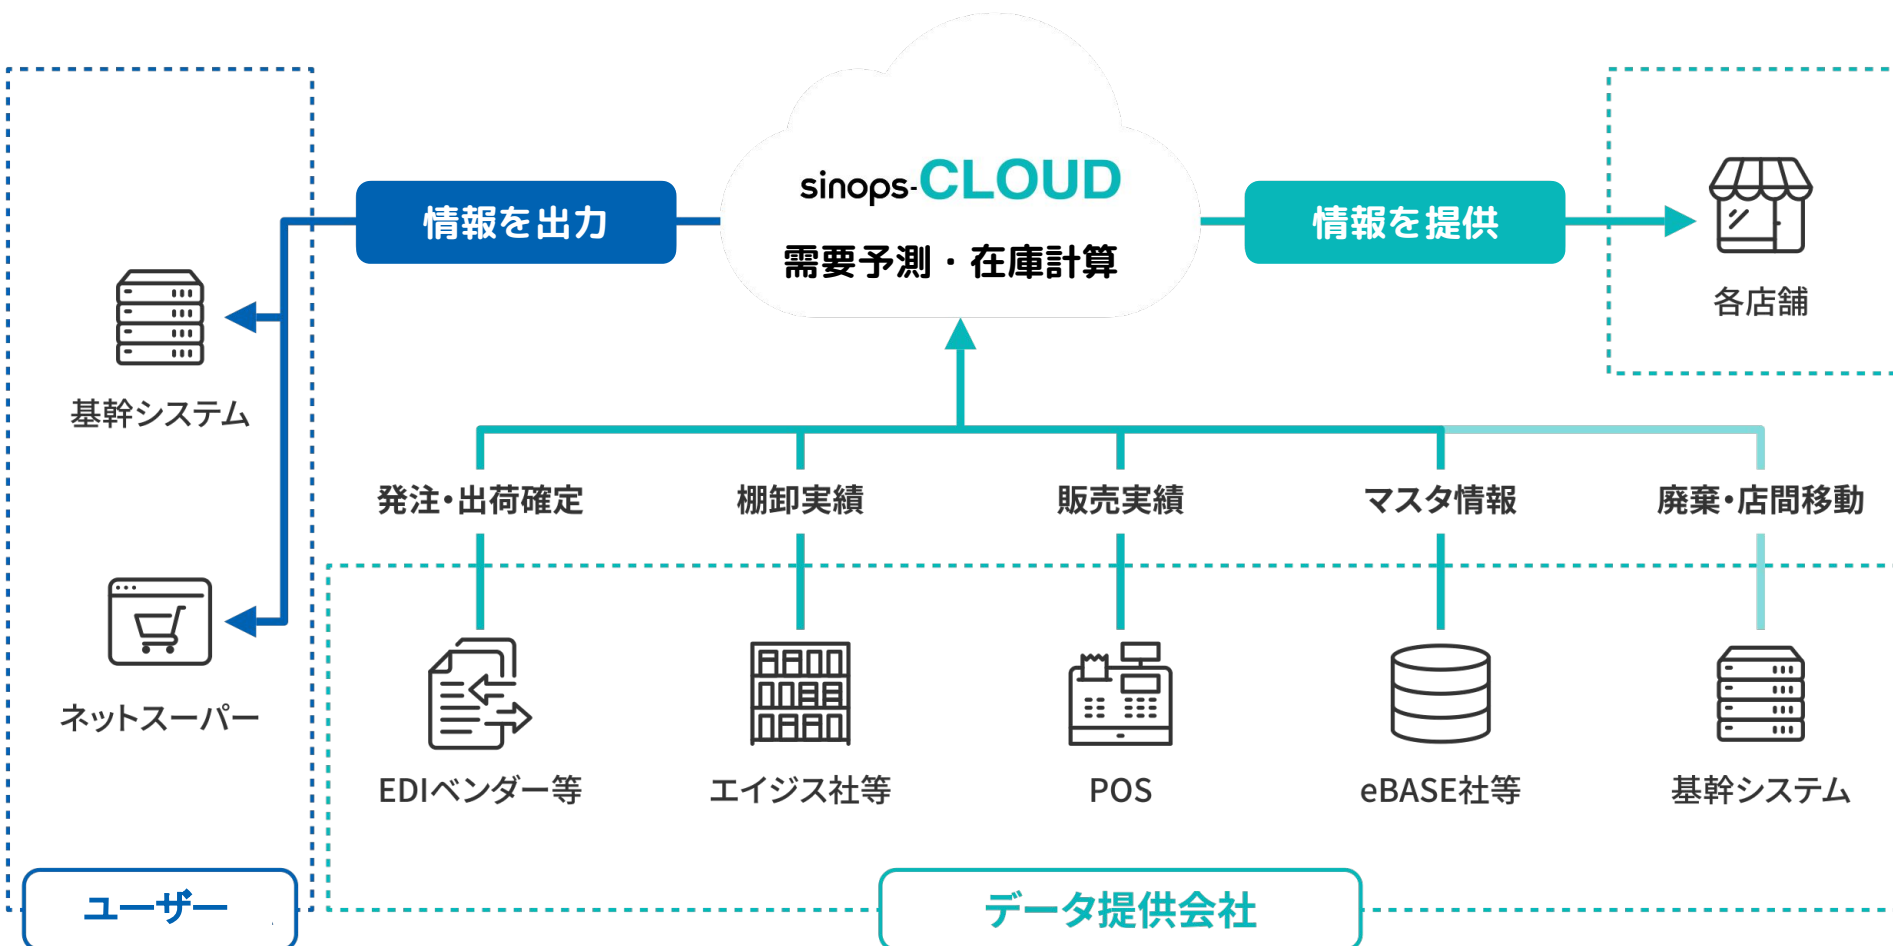 sinops-CLOUD
需要予測・在庫計算
情報を出力
情報を提供
各店舗
基幹システム
ネットスーパー
発注・出荷確定
棚卸実績
販売実績
マスタ情報
廃棄・店間移動
EDIベンダー等
エイジス社等
POS
eBASE社等
基幹システム
ユーザー
データ提供会社